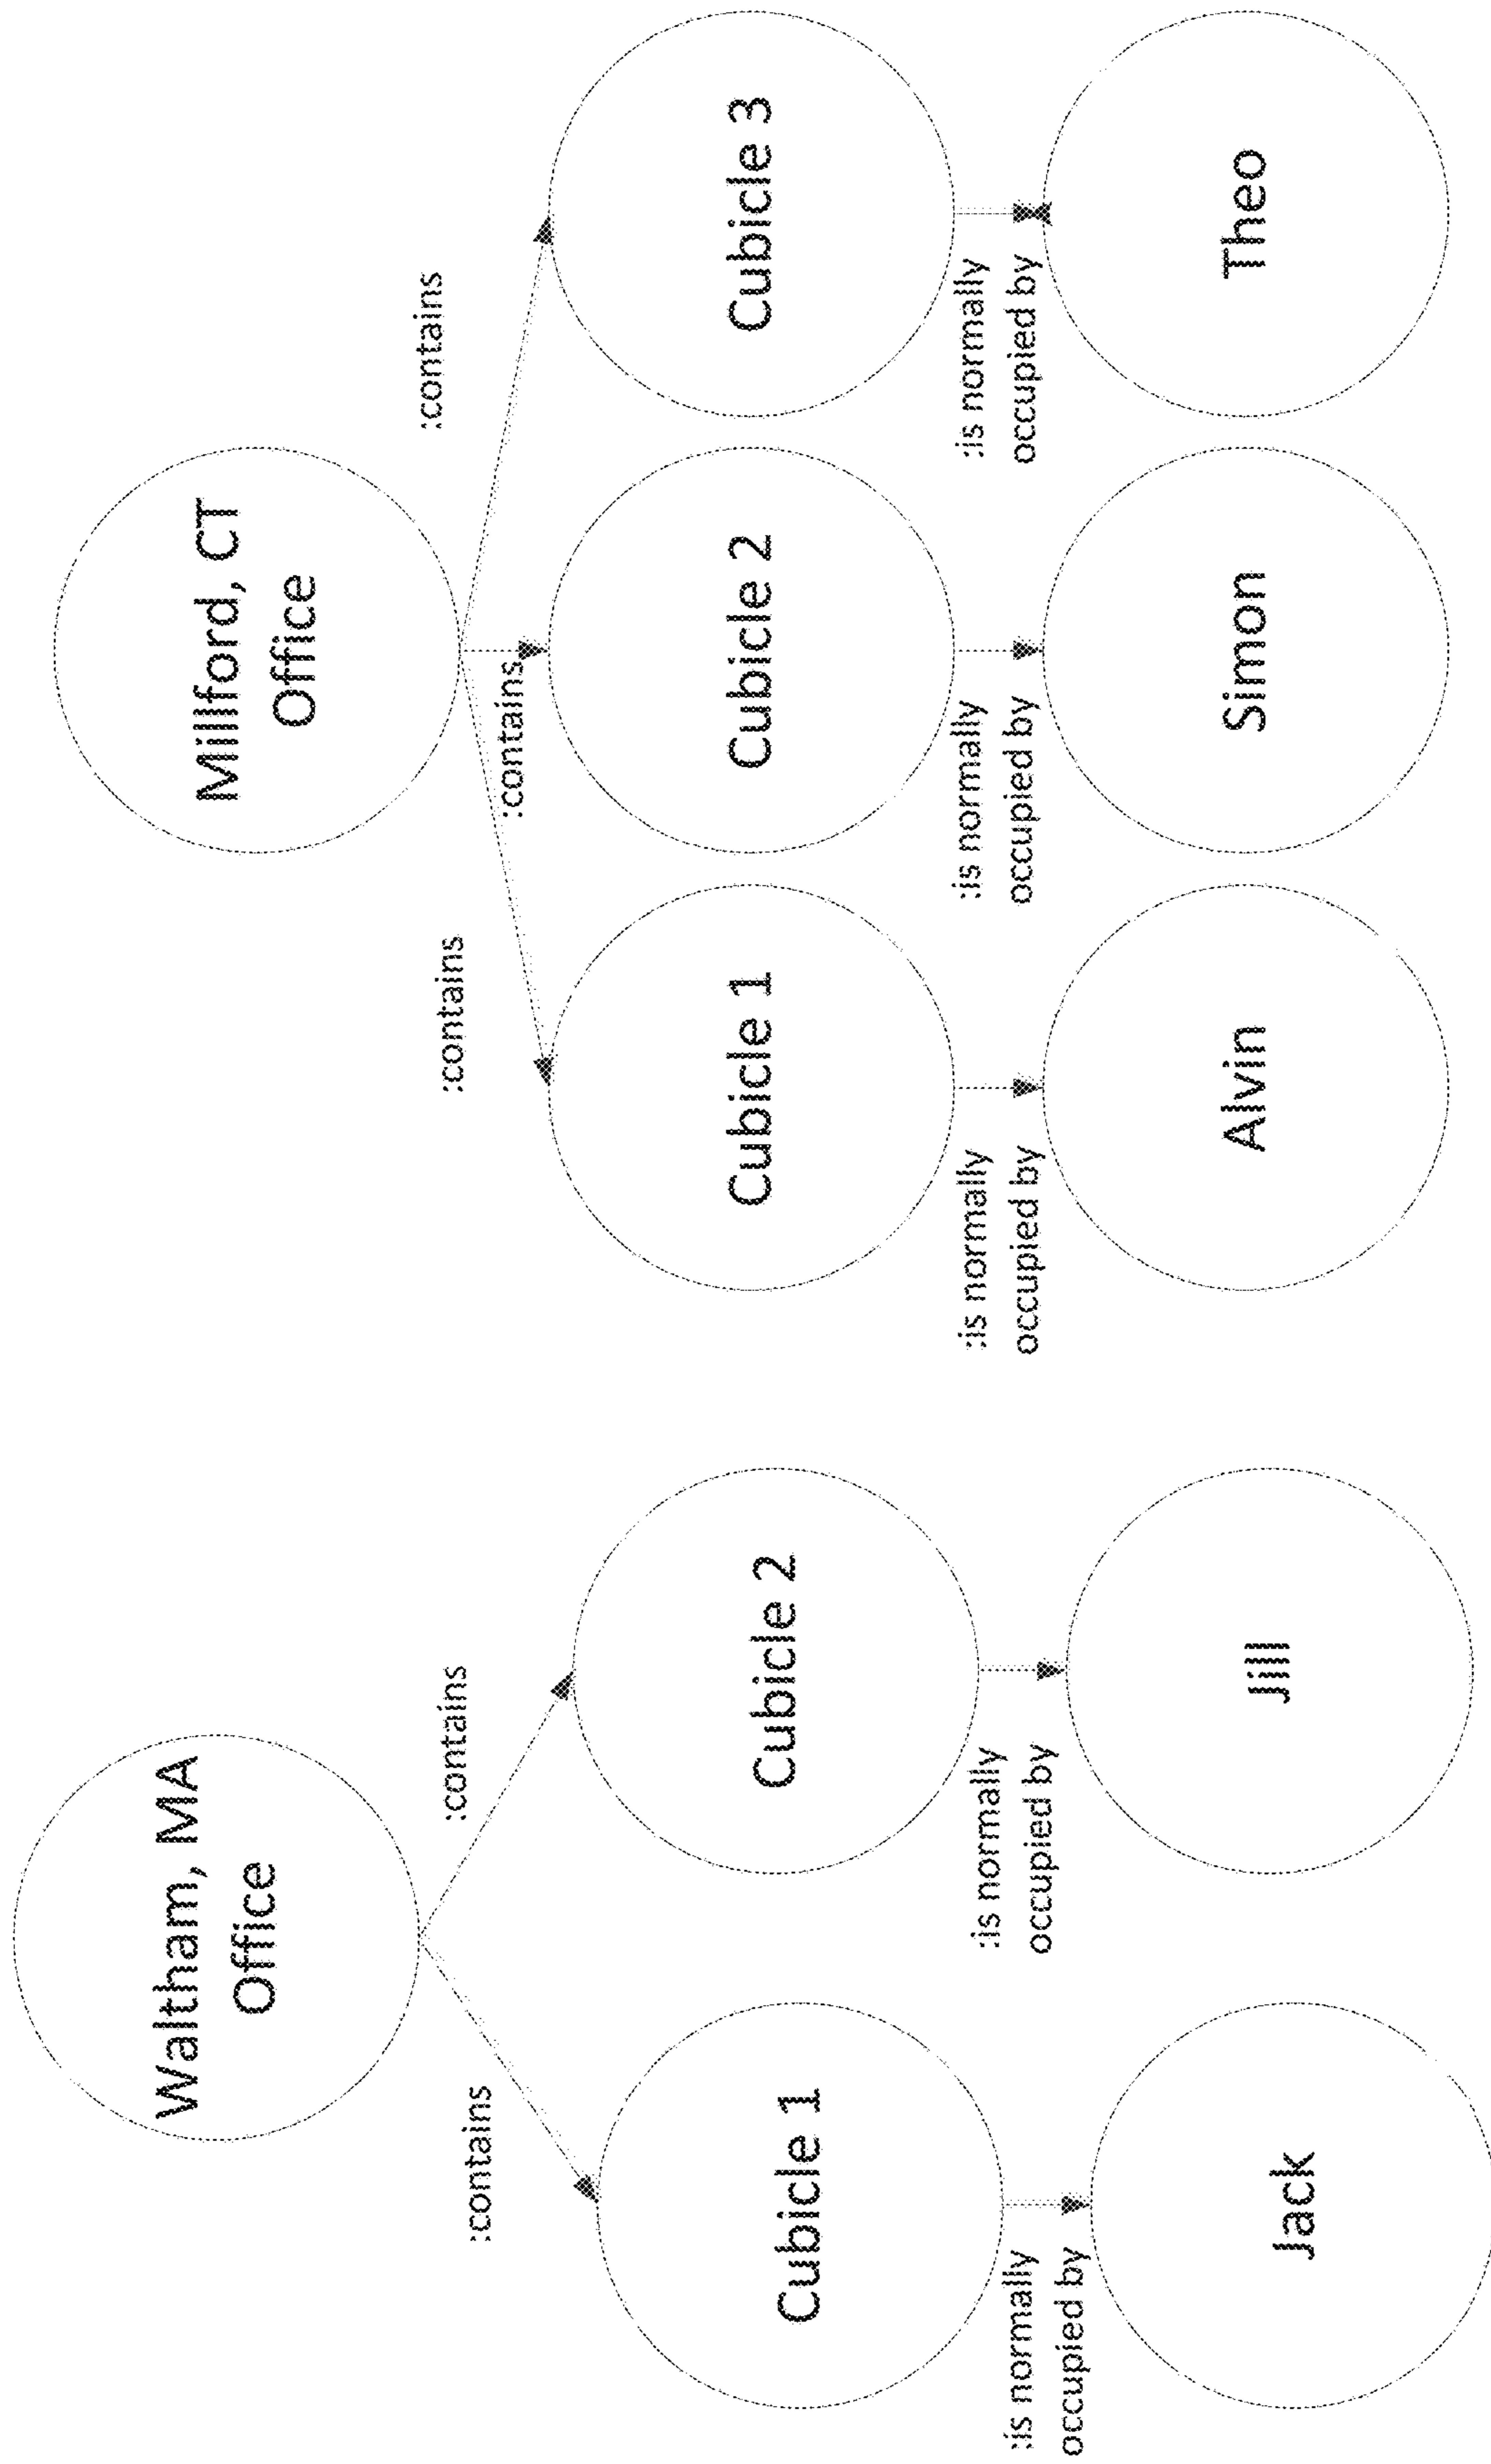 Waltham, MA
Office
:contains
:contains
Cubicle 1
Cubicle 2
:is normally
occupied by
:is normally
occupied by
Jack
Jill
Millford, CT
Office
:contains
:contains
:contains
Cubicle 1
Cubicle 2
Cubicle 3
:is normally
occupied by
:is normally
occupied by
:is normally
occupied by
Alvin
Simon
Theo